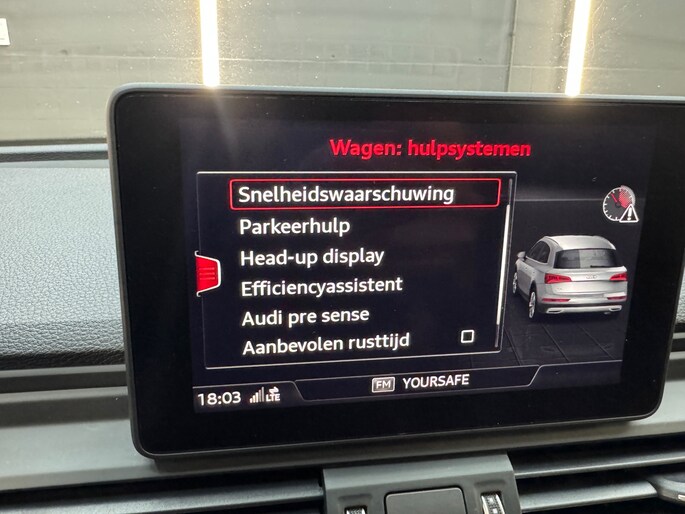 Wagen: hulpsystemen
Snelheidswaarschuwing
Parkeerhulp
Head-up display
Efficiencyassistent
Audi pre sense
Aanbevolen rusttijd
18:03 LTE FM YOURSAFE